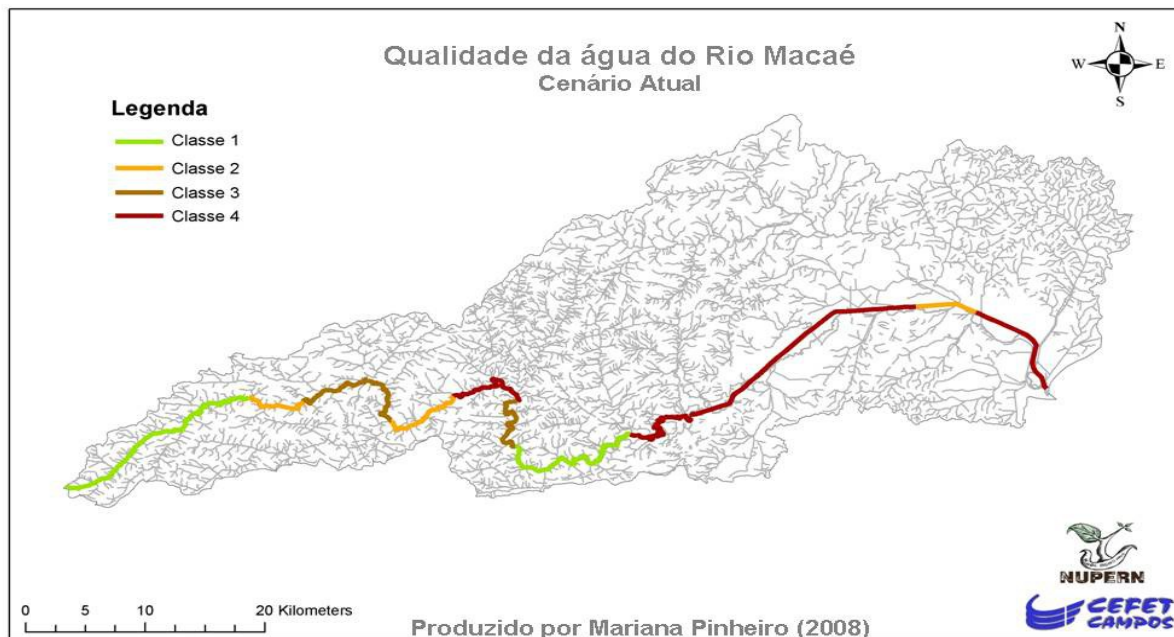 Qualidade da água do Rio Macaé
Cenário Atual
N
W
E
S
Legenda
Classe 1
Classe 2
Classe 3
Classe 4
NUPERN
CEFET
CAMPOS
0 5 10 20 Kilometers
Produzido por Mariana Pinheiro (2008)